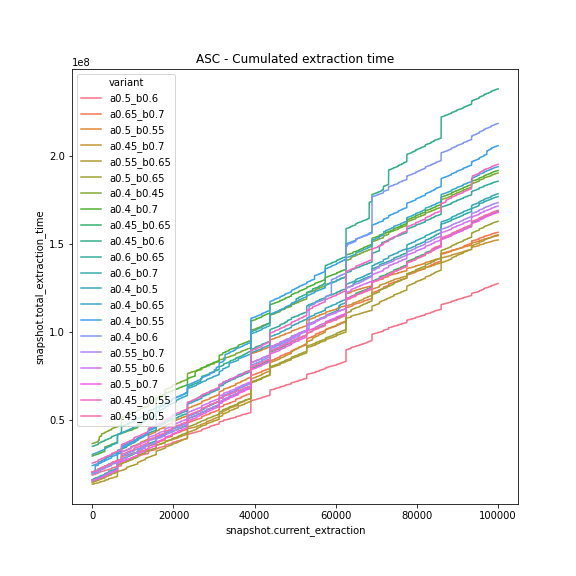 ASC - Cumulated extraction time
1e8
variant
a0.5_b0.6
a0.65_b0.7
a0.5_b0.55
a0.45_b0.7
a0.55_b0.65
a0.5_b0.65
a0.4_b0.45
a0.4_b0.7
a0.45_b0.65
a0.45_b0.6
a0.6_b0.65
a0.6_b0.7
a0.4_b0.5
a0.4_b0.65
a0.4_b0.55
a0.4_b0.6
a0.55_b0.7
a0.55_b0.6
a0.5_b0.7
a0.45_b0.55
a0.45_b0.5
2.0
1.5
1.0
0.5
snapshot.total_extraction_time
0 20000 40000 60000 80000 100000
snapshot.current_extraction